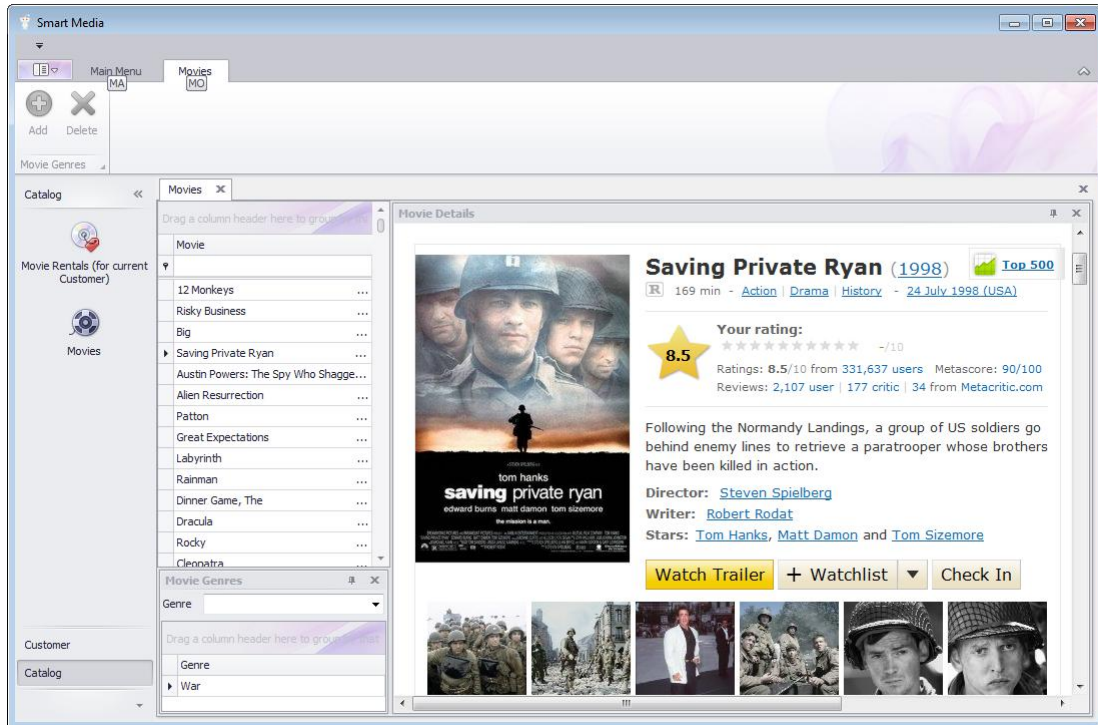 Smart Media
Main Menu
MA
Movies
MO
Add
Delete
Movie Genres
Catalog
Movie Rentals (for current
Customer)
Movies
Customer
Catalog
Movies
Drag a column header here to group
Movie
12 Monkeys ...
Risky Business ...
Big ...
Saving Private Ryan ...
Austin Powers: The Spy Who Shagge...
Alien Resurrection ...
Patton ...
Great Expectations ...
Labyrinth ...
Rainman ...
Dinner Game, The ...
Dracula ...
Rocky ...
Cleopatra
Movie Genres
Genre
Drag a column header here to group
Genre
War
Movie Details
tom hanks
saving private ryan
edward burns matt damon tom sizemore
the mission is a man.
Saving Private Ryan (1998)
Top 500
R 169 min - Action | Drama | History - 24 July 1998 (USA)
8.5
Your rating:
-/10
Ratings: 8.5/10 from 331,637 users Metascore: 90/100
Reviews: 2,107 user | 177 critic | 34 from Metacritic.com
Following the Normandy Landings, a group of US soldiers go
behind enemy lines to retrieve a paratrooper whose brothers
have been killed in action.
Director: Steven Spielberg
Writer: Robert Rodat
Stars: Tom Hanks, Matt Damon and Tom Sizemore
Watch Trailer
+ Watchlist
Check In